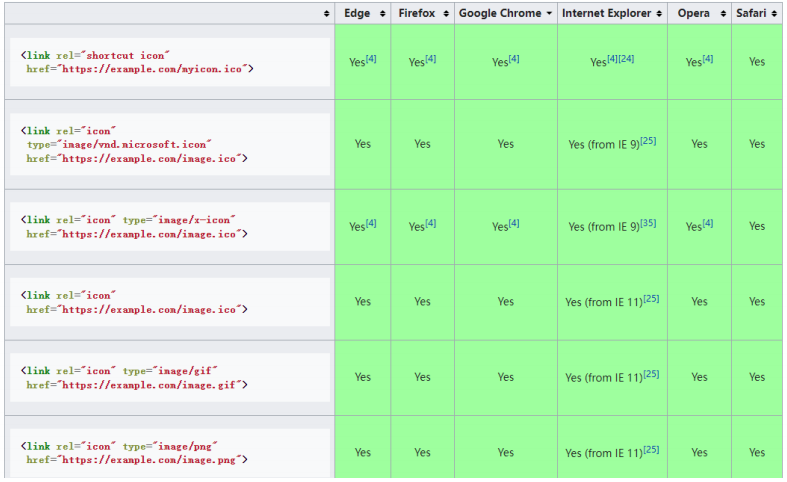 Edge Firefox Google Chrome Internet Explorer Opera Safari
<link rel="shortcut icon"
href="https://example.com/myicon.ico">
Yes[4] Yes[4] Yes[4] Yes[4][24] Yes[4] Yes
<link rel="icon"
type="image/vnd.microsoft.icon"
href="https://example.com/image.ico">
Yes Yes Yes Yes (from IE 9)[25] Yes Yes
<link rel="icon" type="image/x-icon"
href="https://example.com/image.ico">
Yes[4] Yes[4] Yes[4] Yes (from IE 9)[35] Yes[4] Yes
<link rel="icon"
href="https://example.com/image.ico">
Yes Yes Yes Yes (from IE 11)[25] Yes Yes
<link rel="icon" type="image/gif"
href="https://example.com/image.gif">
Yes Yes Yes Yes (from IE 11)[25] Yes Yes
<link rel="icon" type="image/png"
href="https://example.com/image.png">
Yes Yes Yes Yes (from IE 11)[25] Yes Yes